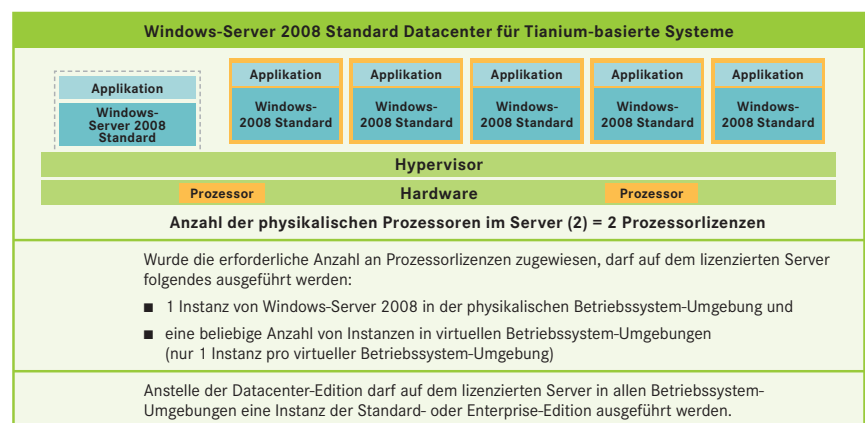 Windows-Server 2008 Standard Datacenter für Tianium-basierte Systeme
Applikation
Windows-
Server 2008
Standard
Applikation
Windows-
2008 Standard
Applikation
Windows-
2008 Standard
Applikation
Windows-
2008 Standard
Applikation
Windows-
2008 Standard
Applikation
Windows-
2008 Standard
Hypervisor
Prozessor Hardware Prozessor
Anzahl der physikalischen Prozessoren im Server (2) = 2 Prozessorlizenzen
Wurde die erforderliche Anzahl an Prozessorlizenzen zugewiesen, darf auf dem lizenzierten Server
folgendes ausgeführt werden:
■ 1 Instanz von Windows-Server 2008 in der physikalischen Betriebssystem-Umgebung und
■ eine beliebige Anzahl von Instanzen in virtuellen Betriebssystem-Umgebungen
(nur 1 Instanz pro virtueller Betriebssystem-Umgebung)
Anstelle der Datacenter-Edition darf auf dem lizenzierten Server in allen Betriebssystem-
Umgebungen eine Instanz der Standard- oder Enterprise-Edition ausgeführt werden.